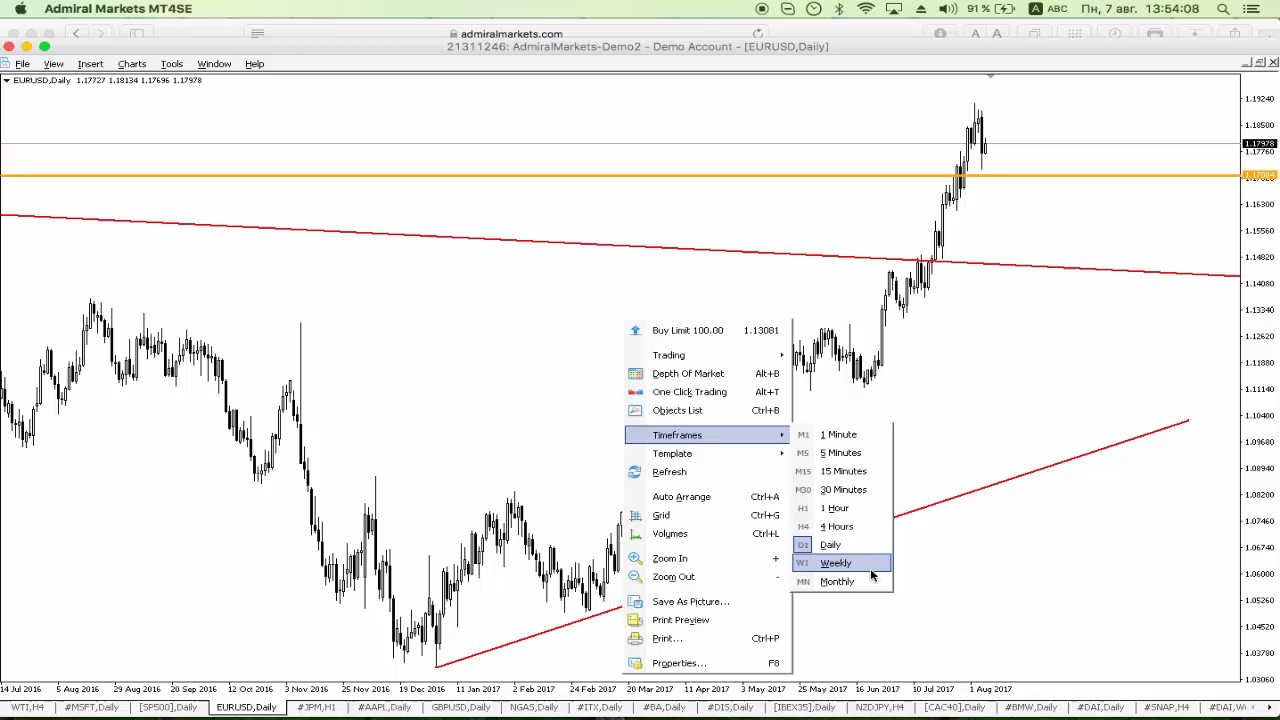 Admiral Markets MT4SE
91 %
A
ABC
Пн, 7 авг. 13:54:08
admiralmarkets.com
A A
21311246: AdmiralMarkets-Demo2 - Demo Account - [EURUSD,Daily]
File View Insert Charts Tools Window Help
EURUSD,Daily 1.17727 1.18134 1.17696 1.17978
1.19240
1.18500
1.17978
1.17760
1.17084
1.16300
1.15556
1.14820
1.14080
1.13340
1.12620
1.11880
1.11140
1.10400
1.09680
1.08940
1.08200
1.07460
1.06740
1.06000
1.05260
1.04520
1.03780
1.03060
Buy Limit 100.00 1.13081
Trading
Depth Of Market Alt+B
One Click Trading Alt+T
Objects List Ctrl+B
Timeframes
Template
Refresh
Auto Arrange Ctrl+A
Grid Ctrl+G
Volumes Ctrl+L
Zoom In +
Zoom Out -
Save As Picture...
Print Preview
Print... Ctrl+P
Properties... F8
M1 1 Minute
M5 5 Minutes
M15 15 Minutes
M30 30 Minutes
H1 1 Hour
H4 4 Hours
D1 Daily
W1 Weekly
MN Monthly
14 Jul 2016 5 Aug 2016 29 Aug 2016 20 Sep 2016 12 Oct 2016 3 Nov 2016 25 Nov 2016 19 Dec 2016 11 Jan 2017 2 Feb 2017 24 Feb 2017 20 Mar 2017 11 Apr 2017 3 May 2017 25 May 2017 16 Jun 2017 10 Jul 2017 1 Aug 2017
WTI,H4 #MSFT,Daily [SP500],Daily EURUSD,Daily #JPM,H1 #AAPL,Daily GBPUSD,Daily NGAS,Daily #ITX,Daily #BA,Daily #DIS,Daily [IBEX35],Daily NZDJPY,H4 [CAC40],Daily #BMW,Daily #DAI,Daily #SNAP,H4 #DAI,W